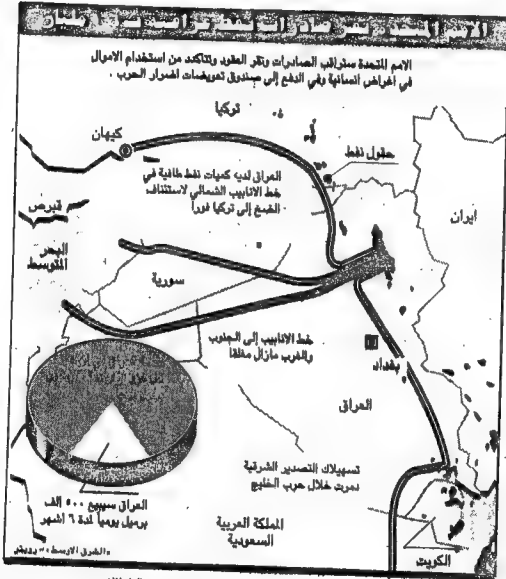 الامم المتحدة ستراقب الصادرات وتقر العقود وتتأكد من استخدام الاموال
في اغراض انسانية وفي الدفع إلى صندوق تعويضات اضرار الحرب .
تركيا
كيهان
حقول نفط
العراق لديه كميات نفط طافية في
خط الانابيب الشمالي لاستئناف
الضخ إلى تركيا فورا
ايران
قبرص
البحر
المتوسط
سورية
خط الانابيب إلى الجنوب
والغرب مازال مغلقا
بغداد
العراق
تسهيلات التصدير الشرقية
دمرت خلال حرب الخليج
العراق سيبيع ٥٠٠ الف
برميل يوميا لمدة ٦ اشهر
المملكة العربية
السعودية
الكويت
«الشرق الاوسط» - رويتر